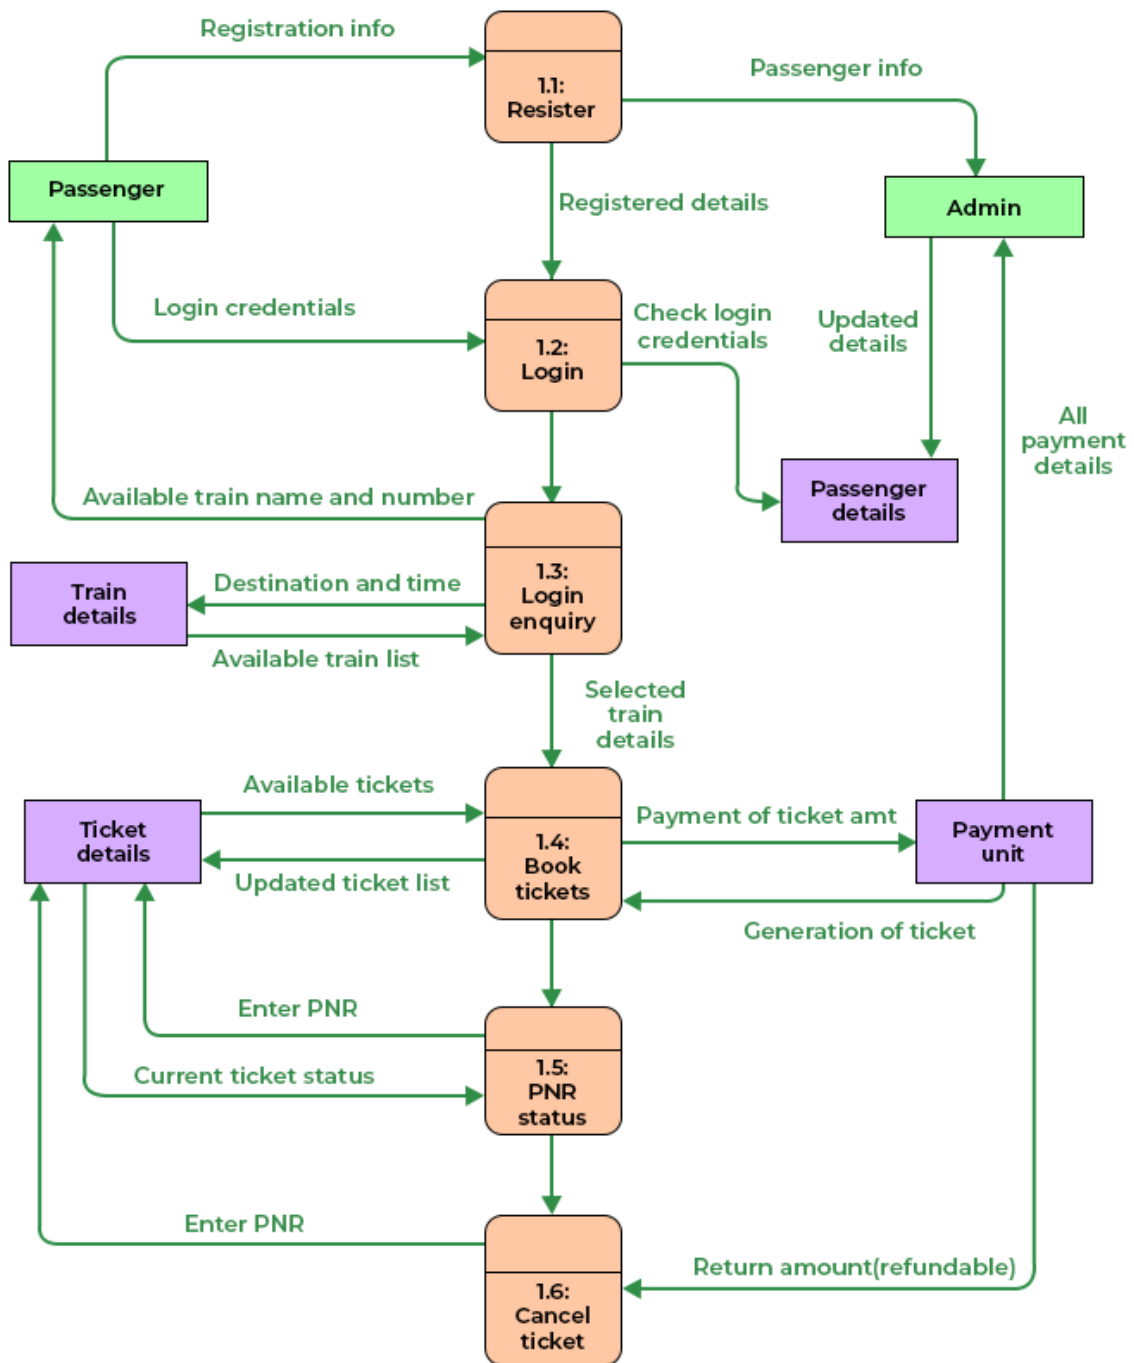 Registration info
1.1:
Resister
Passenger info
Passenger
Admin
Registered details
Login credentials
1.2:
Login
Check login
credentials
Updated
details
All
payment
details
Available train name and number
Passenger
details
Train
details
Destination and time
1.3:
Login
enquiry
Available train list
Selected
train
details
Available tickets
Ticket
details
Updated ticket list
1.4:
Book
tickets
Payment of ticket amt
Payment
unit
Generation of ticket
Enter PNR
Current ticket status
1.5:
PNR
status
Enter PNR
Return amount(refundable)
1.6:
Cancel
ticket